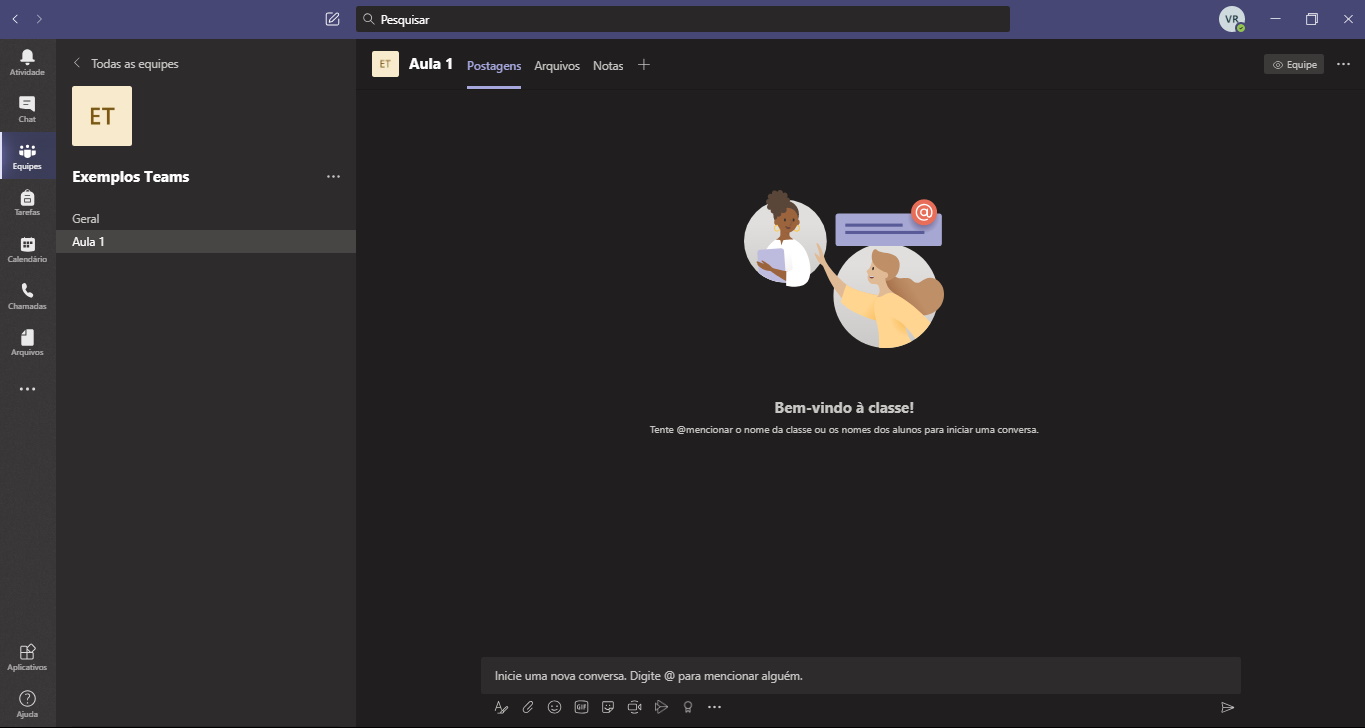 Pesquisar
VR
Atividade
Chat
Equipes
Tarefas
Calendário
Chamadas
Arquivos
Aplicativos
Ajuda
Todas as equipes
ET
Exemplos Teams
Geral
Aula 1
ET Aula 1 Postagens Arquivos Notas
Equipe
@
Bem-vindo à classe!
Tente @mencionar o nome da classe ou os nomes dos alunos para iniciar uma conversa.
Inicie uma nova conversa. Digite @ para mencionar alguém.
GIF